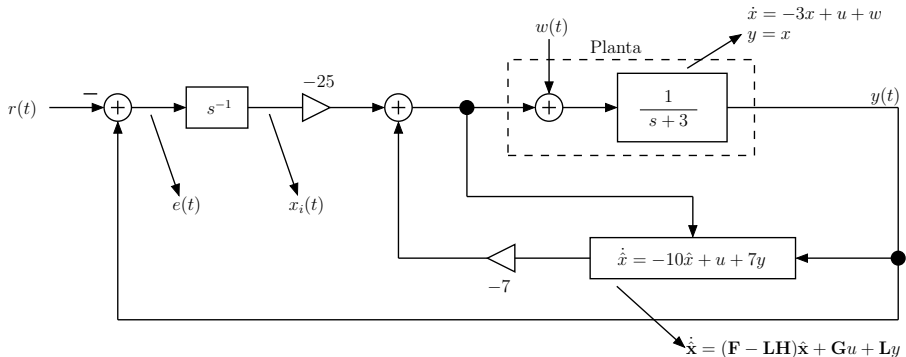 ẋ = −3x + u + w
y = x
w(t)
Planta
−25
r(t)
−
+
s⁻¹
+
+
1
s + 3
y(t)
e(t)
xᵢ(t)
−7
x̂̇ = −10x̂ + u + 7y
x̂̇ = (F − LH)x̂ + Gu + Ly